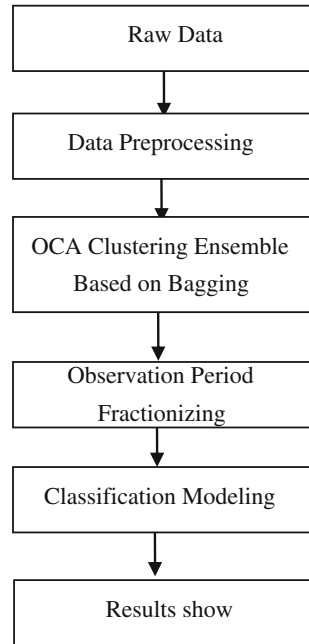 Raw Data
Data Preprocessing
OCA Clustering Ensemble
Based on Bagging
Observation Period
Fractionizing
Classification Modeling
Results show